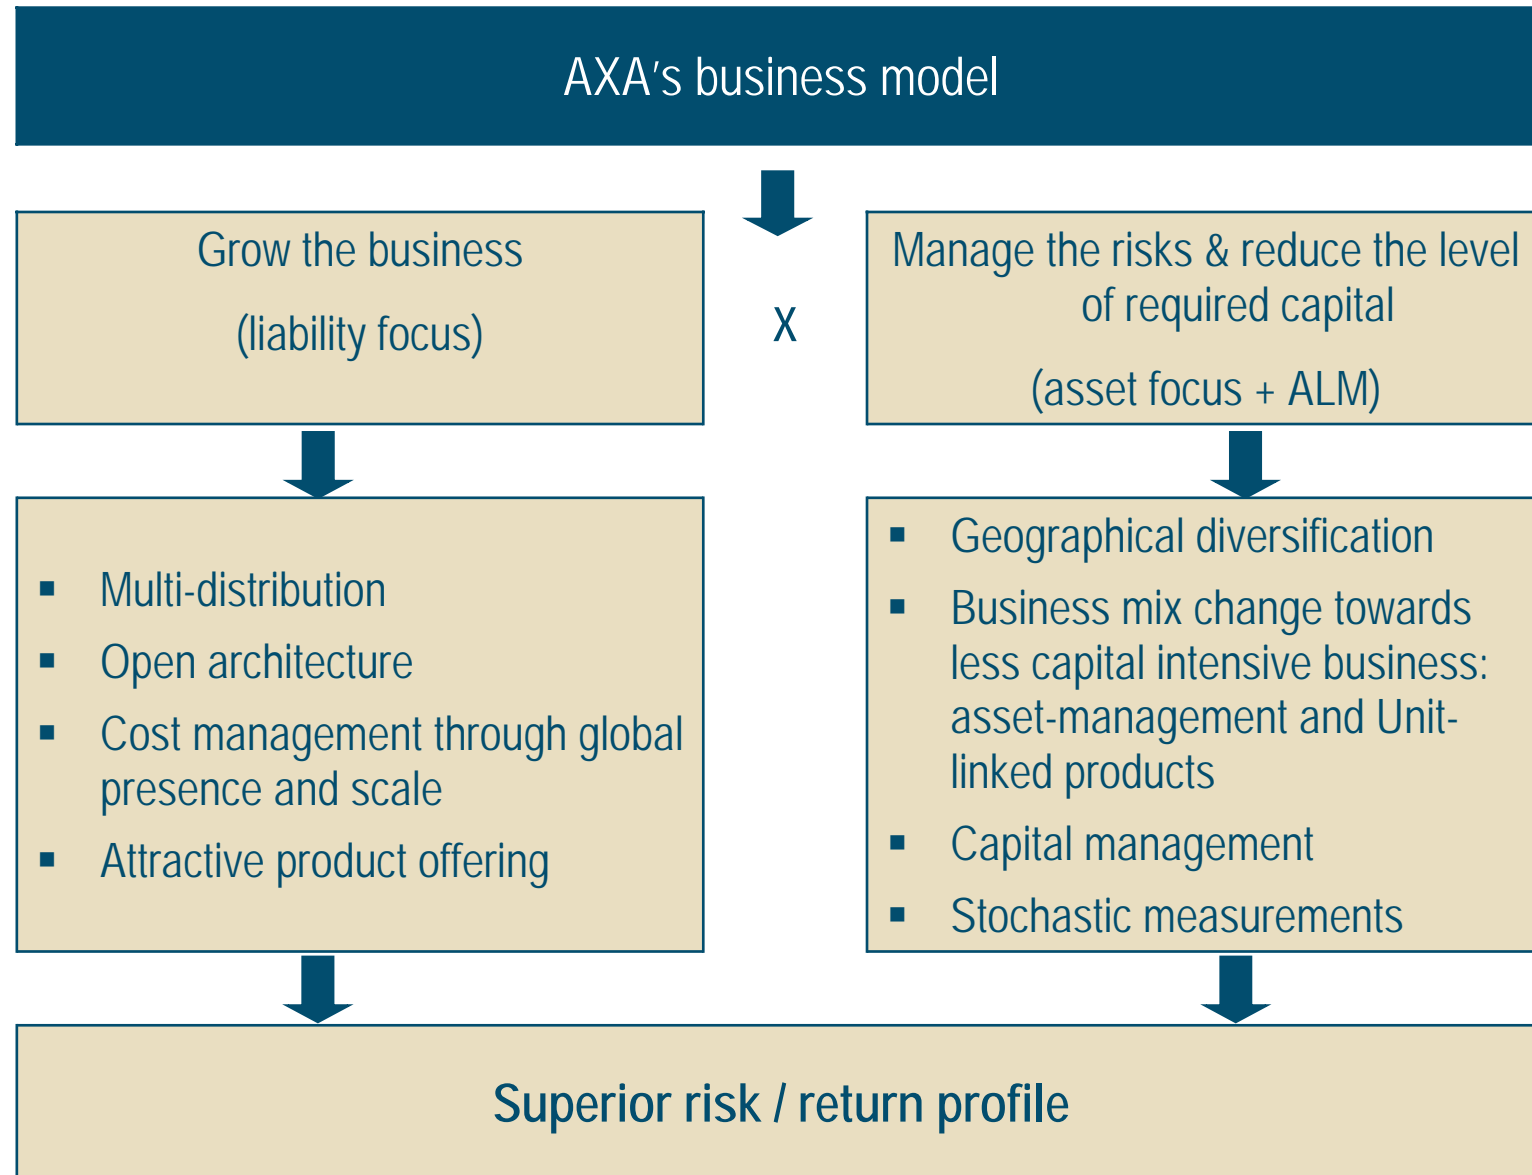 AXA's business model
Grow the business
(liability focus)
X
Manage the risks & reduce the level
of required capital
(asset focus + ALM)
▪ Multi-distribution
▪ Open architecture
▪ Cost management through global
presence and scale
▪ Attractive product offering
▪ Geographical diversification
▪ Business mix change towards
less capital intensive business:
asset-management and Unit-
linked products
▪ Capital management
▪ Stochastic measurements
Superior risk / return profile